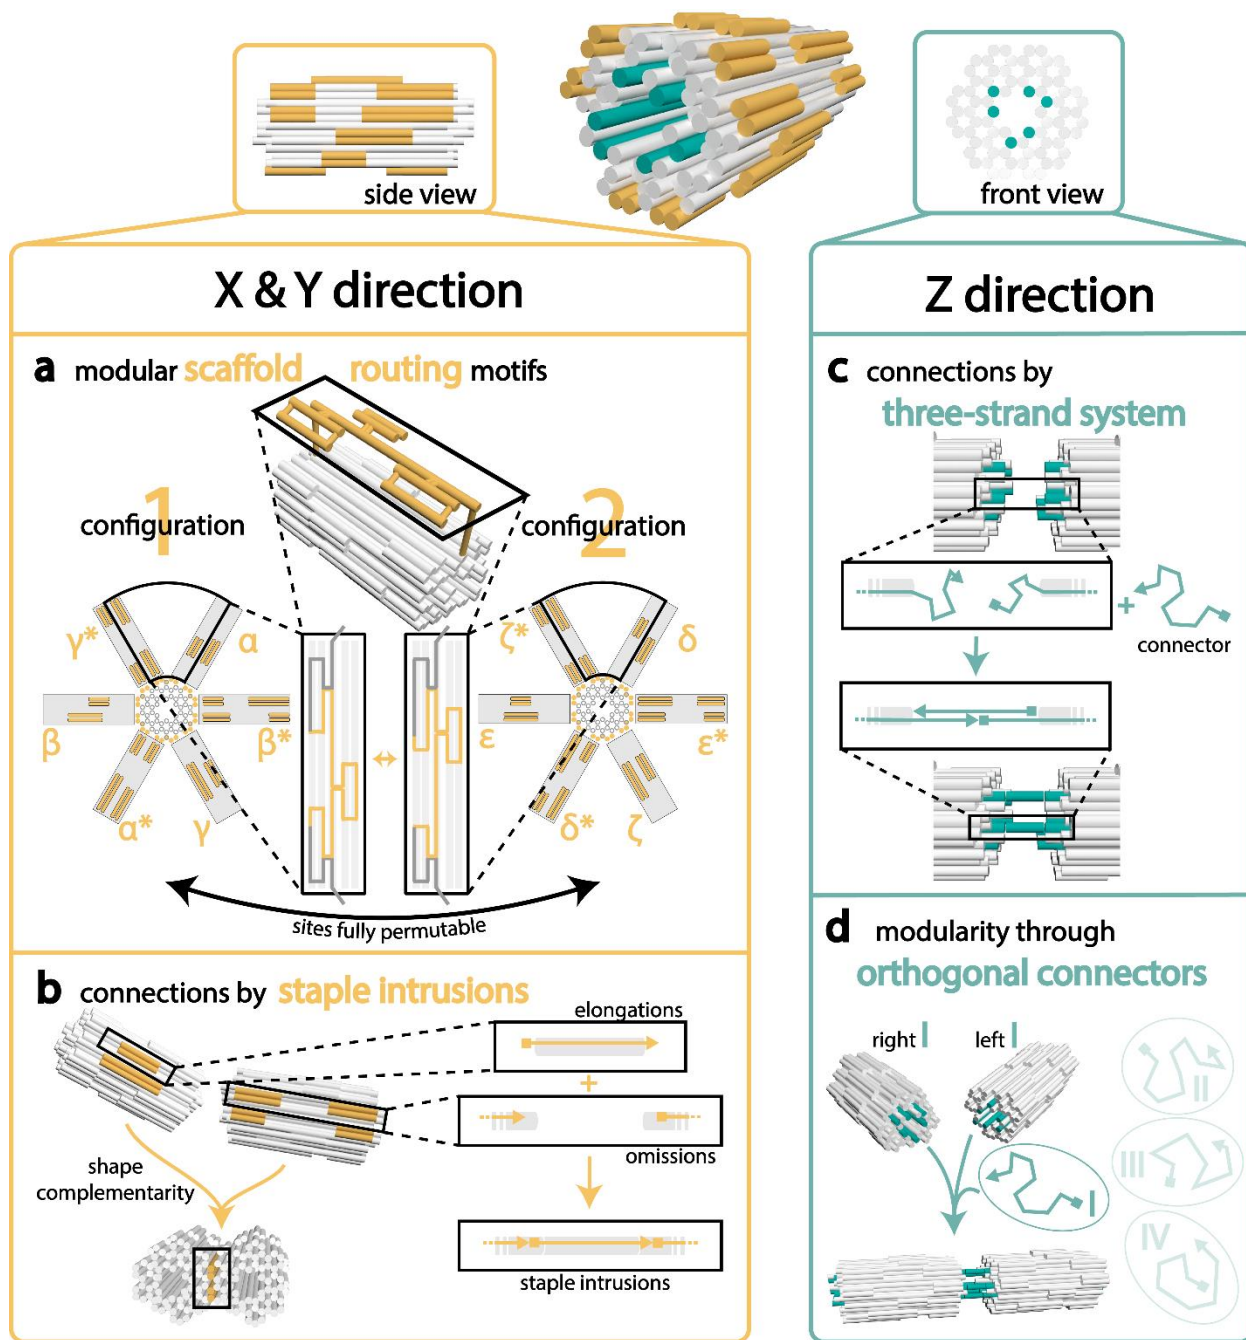 side view
front view
X & Y direction
Z direction
a modular scaffold routing motifs
1
configuration
2
configuration
γ*
α
β
β*
α*
γ
ζ*
δ
ε
ε*
δ*
ζ
sites fully permutable
b connections by staple intrusions
elongations
+
omissions
shape
complementarity
staple intrusions
c connections by
three-strand system
+
connector
d modularity through
orthogonal connectors
right I
left I
I
II
III
IV